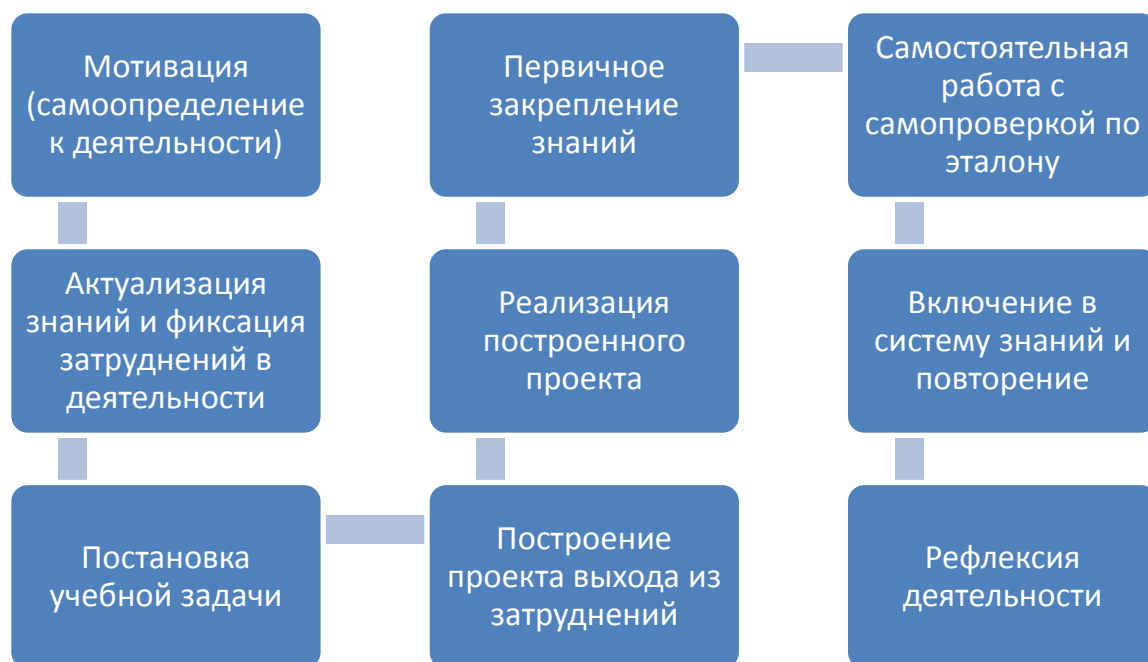 Мотивация
(самоопределение
к деятельности)
Актуализация
знаний и фиксация
затруднений в
деятельности
Постановка
учебной задачи
Построение
проекта выхода из
затруднений
Реализация
построенного
проекта
Первичное
закрепление
знаний
Самостоятельная
работа с
самопроверкой по
эталону
Включение в
систему знаний и
повторение
Рефлексия
деятельности